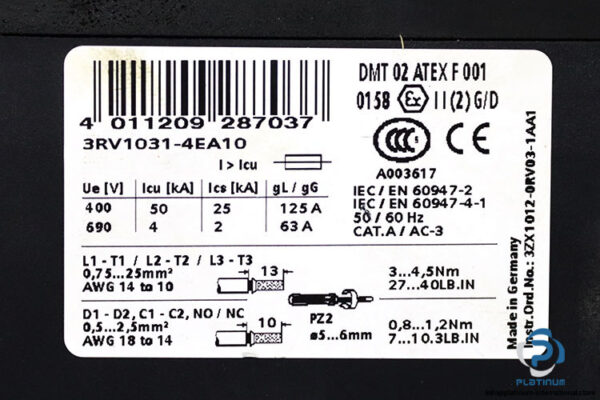 4 011209 287037
3RV1031-4EA10
I > Icu
Ue [V] Icu [kA] Ics [kA] gL / gG
400 50 25 125 A
690 4 2 63 A
DMT 02 ATEX F 001
0158 Ex II (2) G/D
CCC CE
A003617
IEC / EN 60947-2
IEC / EN 60947-4-1
50 / 60 Hz
CAT.A / AC-3
L1 - T1 / L2 - T2 / L3 - T3
0,75...25mm²
AWG 14 to 10
13
3...4,5Nm
27...40LB.IN
D1 - D2, C1 - C2, NO / NC
0,5...2,5mm²
AWG 18 to 14
10
PZ2
ø5...6mm
0,8...1,2Nm
7...10.3LB.IN
Made in Germany
Instr.Ord.No.: 3ZX1012-0RV03-1AA1
PLATINUM